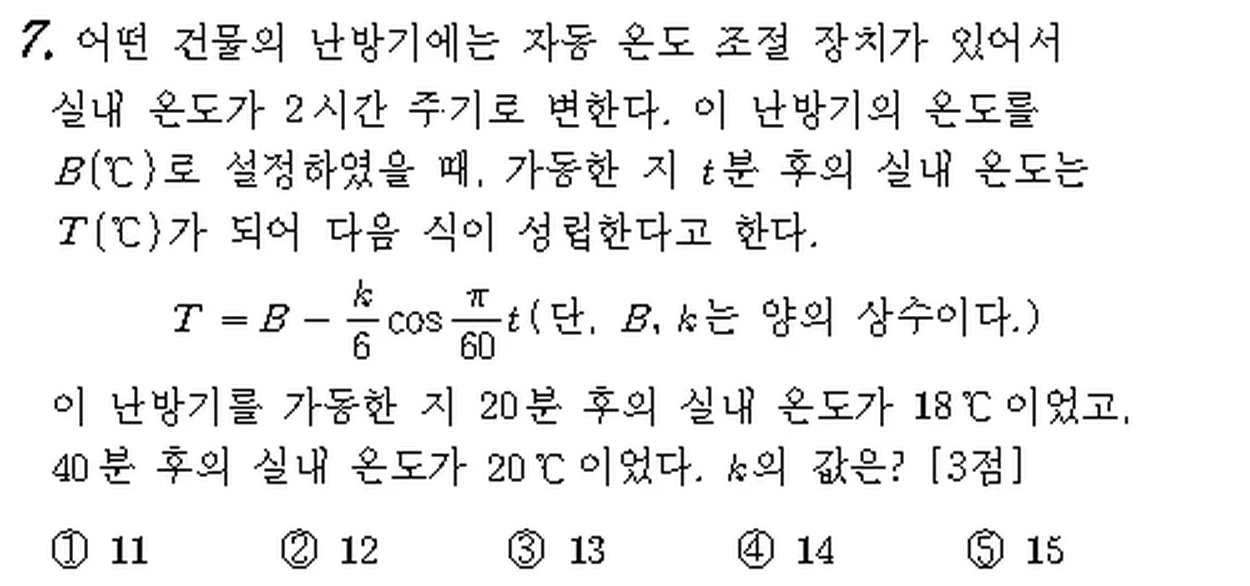 7. 어떤 건물의 난방기에는 자동 온도 조절 장치가 있어서
실내 온도가 2시간 주기로 변한다. 이 난방기의 온도를
B(℃)로 설정하였을 때, 가동한 지 t분 후의 실내 온도는
T(℃)가 되어 다음 식이 성립한다고 한다.
T = B - \frac{k}{6} cos \frac{π}{60} t (단, B, k는 양의 상수이다.)
이 난방기를 가동한 지 20분 후의 실내 온도가 18℃이었고,
40분 후의 실내 온도가 20℃이었다. k의 값은? [3점]
① 11 ② 12 ③ 13 ④ 14 ⑤ 15